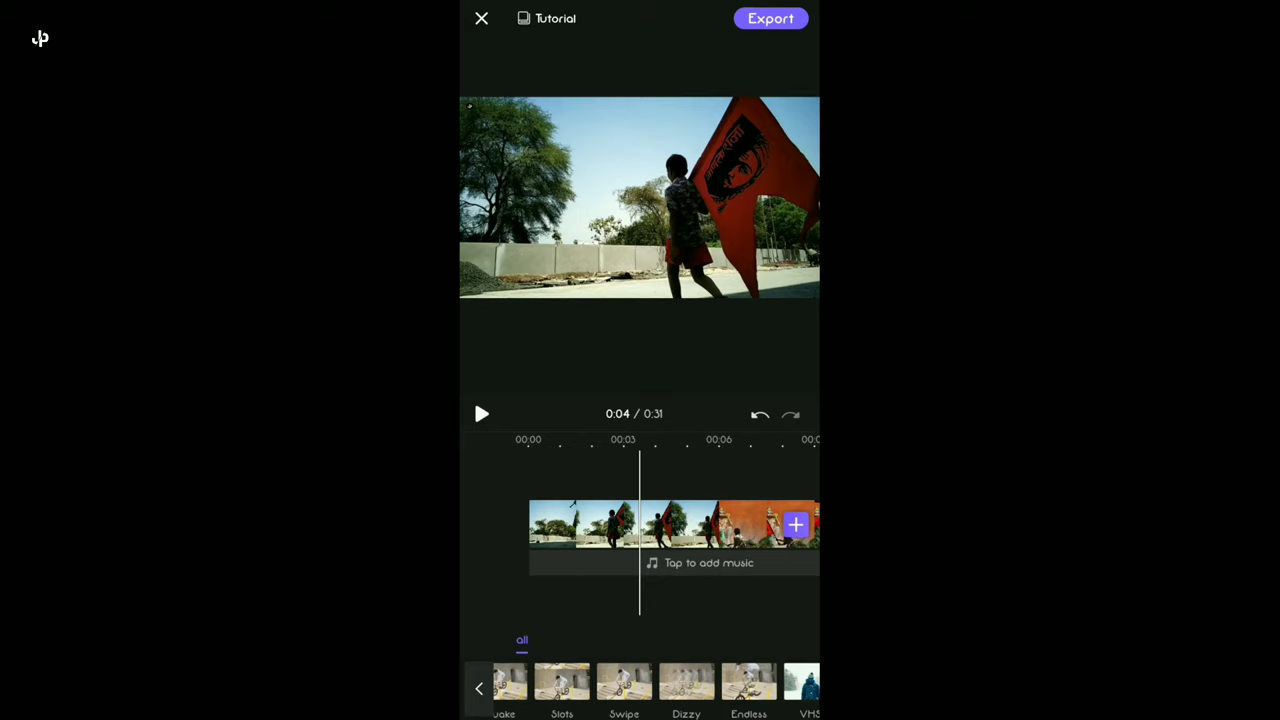 Tutorial
Export
0:04 / 0:31
00:00 00:03 00:06
Tap to add music
all
Slots Swipe Dizzy Endless VHS